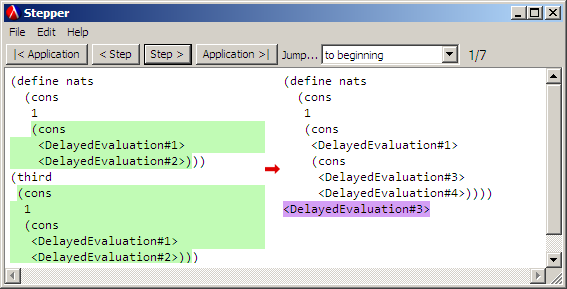 Stepper
File Edit Help
|< Application < Step Step > Application >| Jump... to beginning 1/7
(define nats
(cons
1
(cons
<DelayedEvaluation#1>
<DelayedEvaluation#2>)))
(third
(cons
1
(cons
<DelayedEvaluation#1>
<DelayedEvaluation#2>)))
(define nats
(cons
1
(cons
<DelayedEvaluation#1>
(cons
<DelayedEvaluation#3>
<DelayedEvaluation#4>))))
<DelayedEvaluation#3>